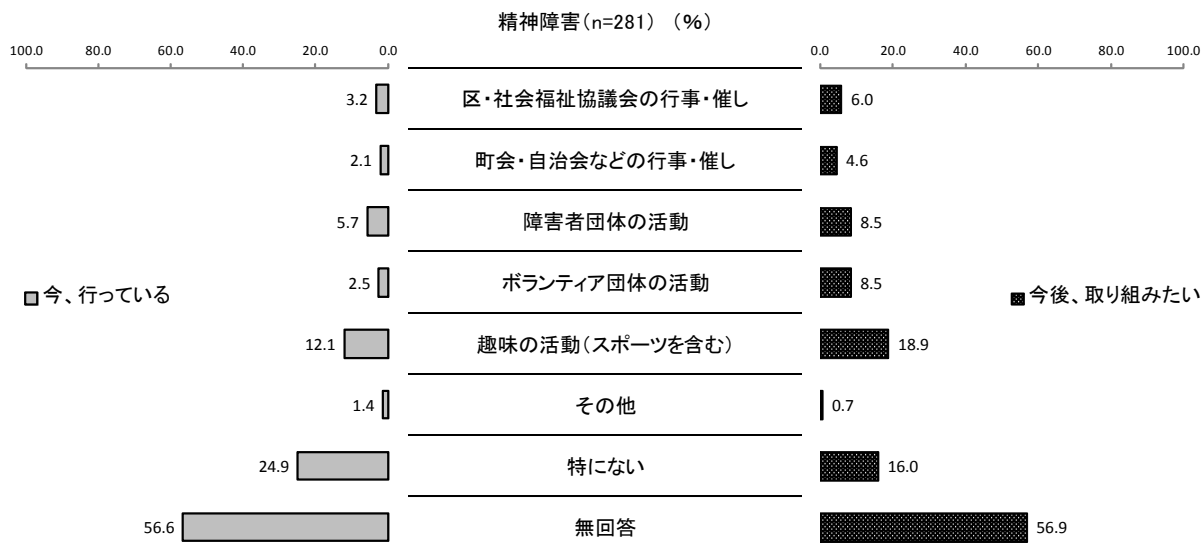 精神障害(n=281) (%)
100.0 80.0 60.0 40.0 20.0 0.0
0.0 20.0 40.0 60.0 80.0 100.0
3.2 区・社会福祉協議会の行事・催し 6.0
2.1 町会・自治会などの行事・催し 4.6
5.7 障害者団体の活動 8.5
2.5 ボランティア団体の活動 8.5
今、行っている
今後、取り組みたい
12.1 趣味の活動(スポーツを含む) 18.9
1.4 その他 0.7
24.9 特にない 16.0
56.6 無回答 56.9